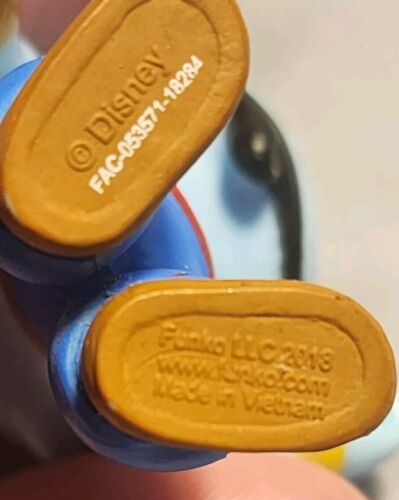 © Disney
FAC-053571-18284
Funko LLC 2018
www.funko.com
Made in Vietnam